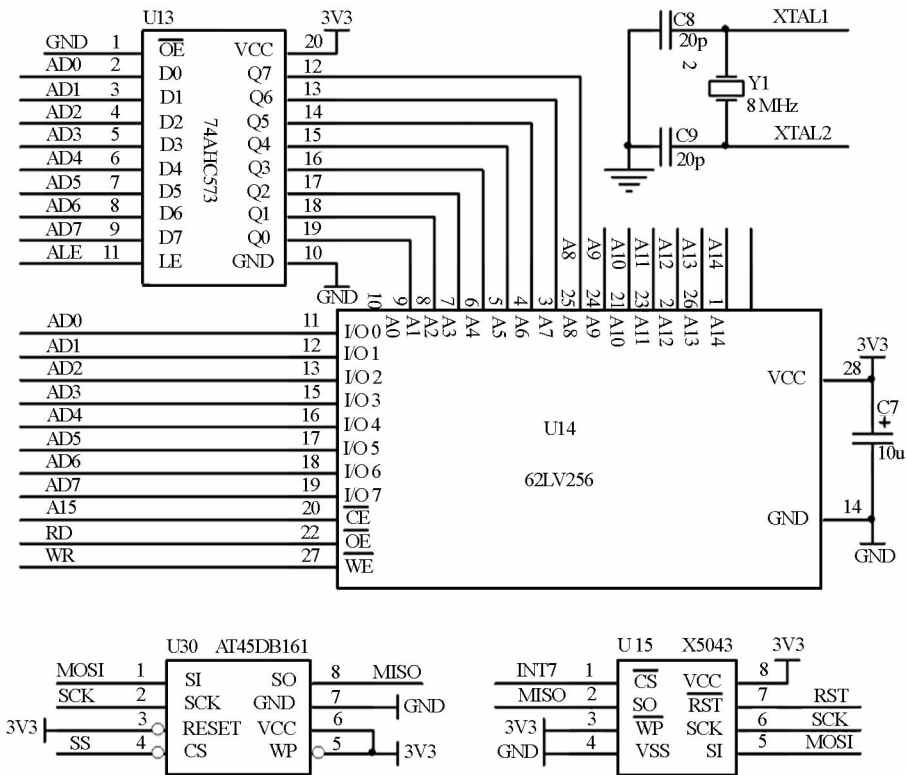 U13
GND 1 OE VCC 20 3V3
AD0 2 D0 Q7 12
AD1 3 D1 Q6 13
AD2 4 D2 Q5 14
AD3 5 D3 Q4 15
AD4 6 D4 Q3 16
AD5 7 D5 Q2 17
AD6 8 D6 Q1 18
AD7 9 D7 Q0 19
ALE 11 LE GND 10
74AHC573
GND
C8
20p
2
XTAL1
Y1
8 MHz
C9
20p
XTAL2
A8 A9 A10 A11 A12 A13 A14
10 9 8 7 6 5 4 3 25 24 21 23 2 26 1
A0 A1 A2 A3 A4 A5 A6 A7 A8 A9 A10 A11 A12 A13 A14
AD0 11 I/O 0
AD1 12 I/O 1
AD2 13 I/O 2
AD3 15 I/O 3
AD4 16 I/O 4
AD5 17 I/O 5
AD6 18 I/O 6
AD7 19 I/O 7
A15 20 CE
RD 22 OE
WR 27 WE
U14
62LV256
VCC 28 3V3
C7
+
10u
GND 14
GND
U30 AT45DB161
MOSI 1 SI SO 8 MISO
SCK 2 SCK GND 7 GND
3V3 3 RESET VCC 6
SS 4 CS WP 5 3V3
U 15 X5043
INT7 1 CS VCC 8 3V3
MISO 2 SO RST 7 RST
3V3 3 WP SCK 6 SCK
GND 4 VSS SI 5 MOSI